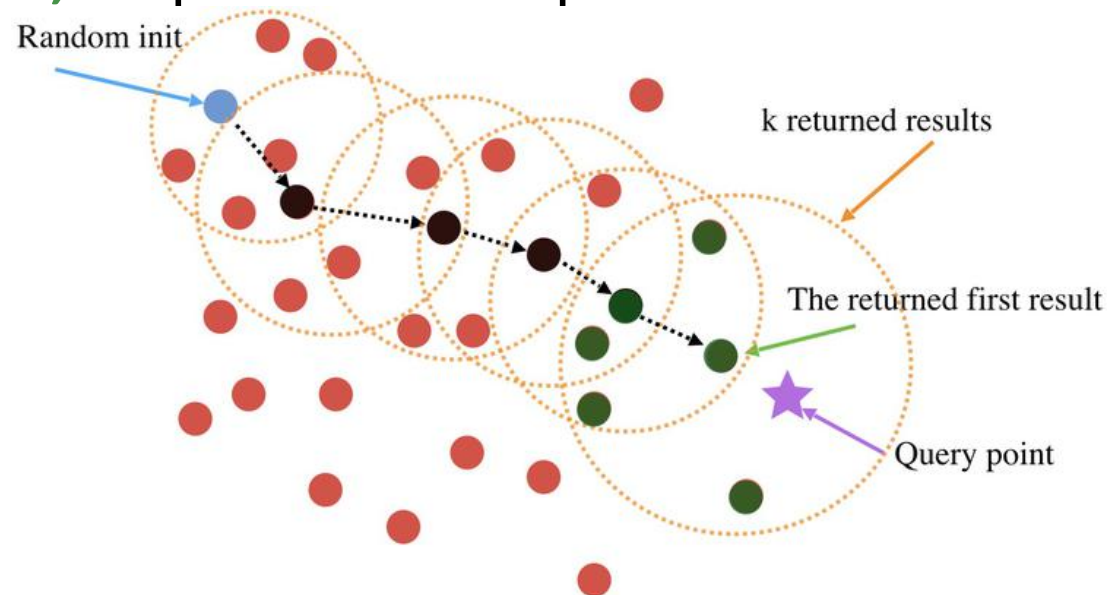 Random init
k returned results
The returned first result
Query point